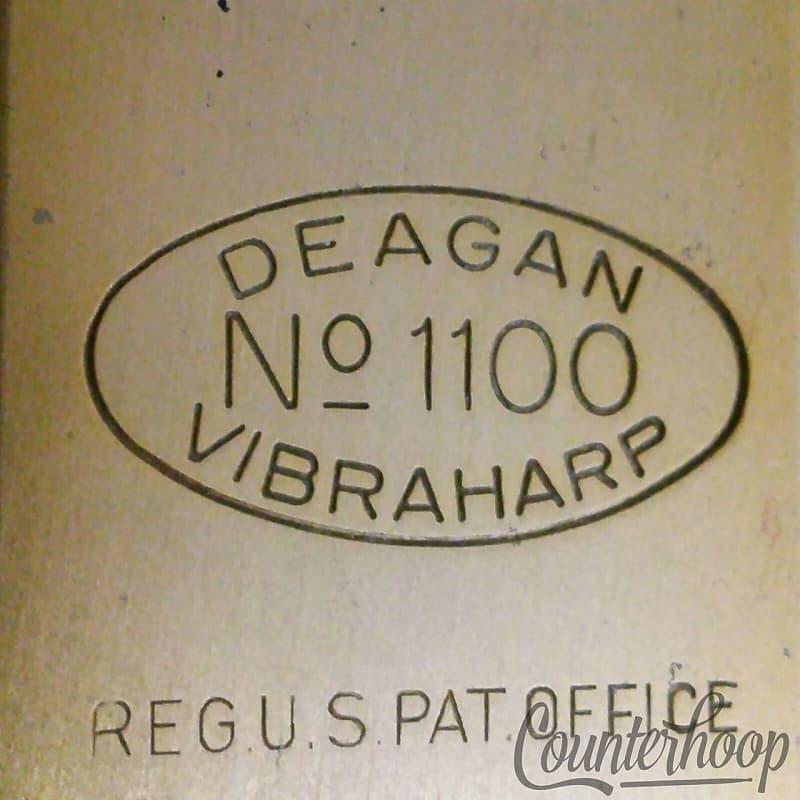 DEAGAN
Nº 1100
VIBRAHARP
REG.U.S.PAT.OFFICE
Counterhoop